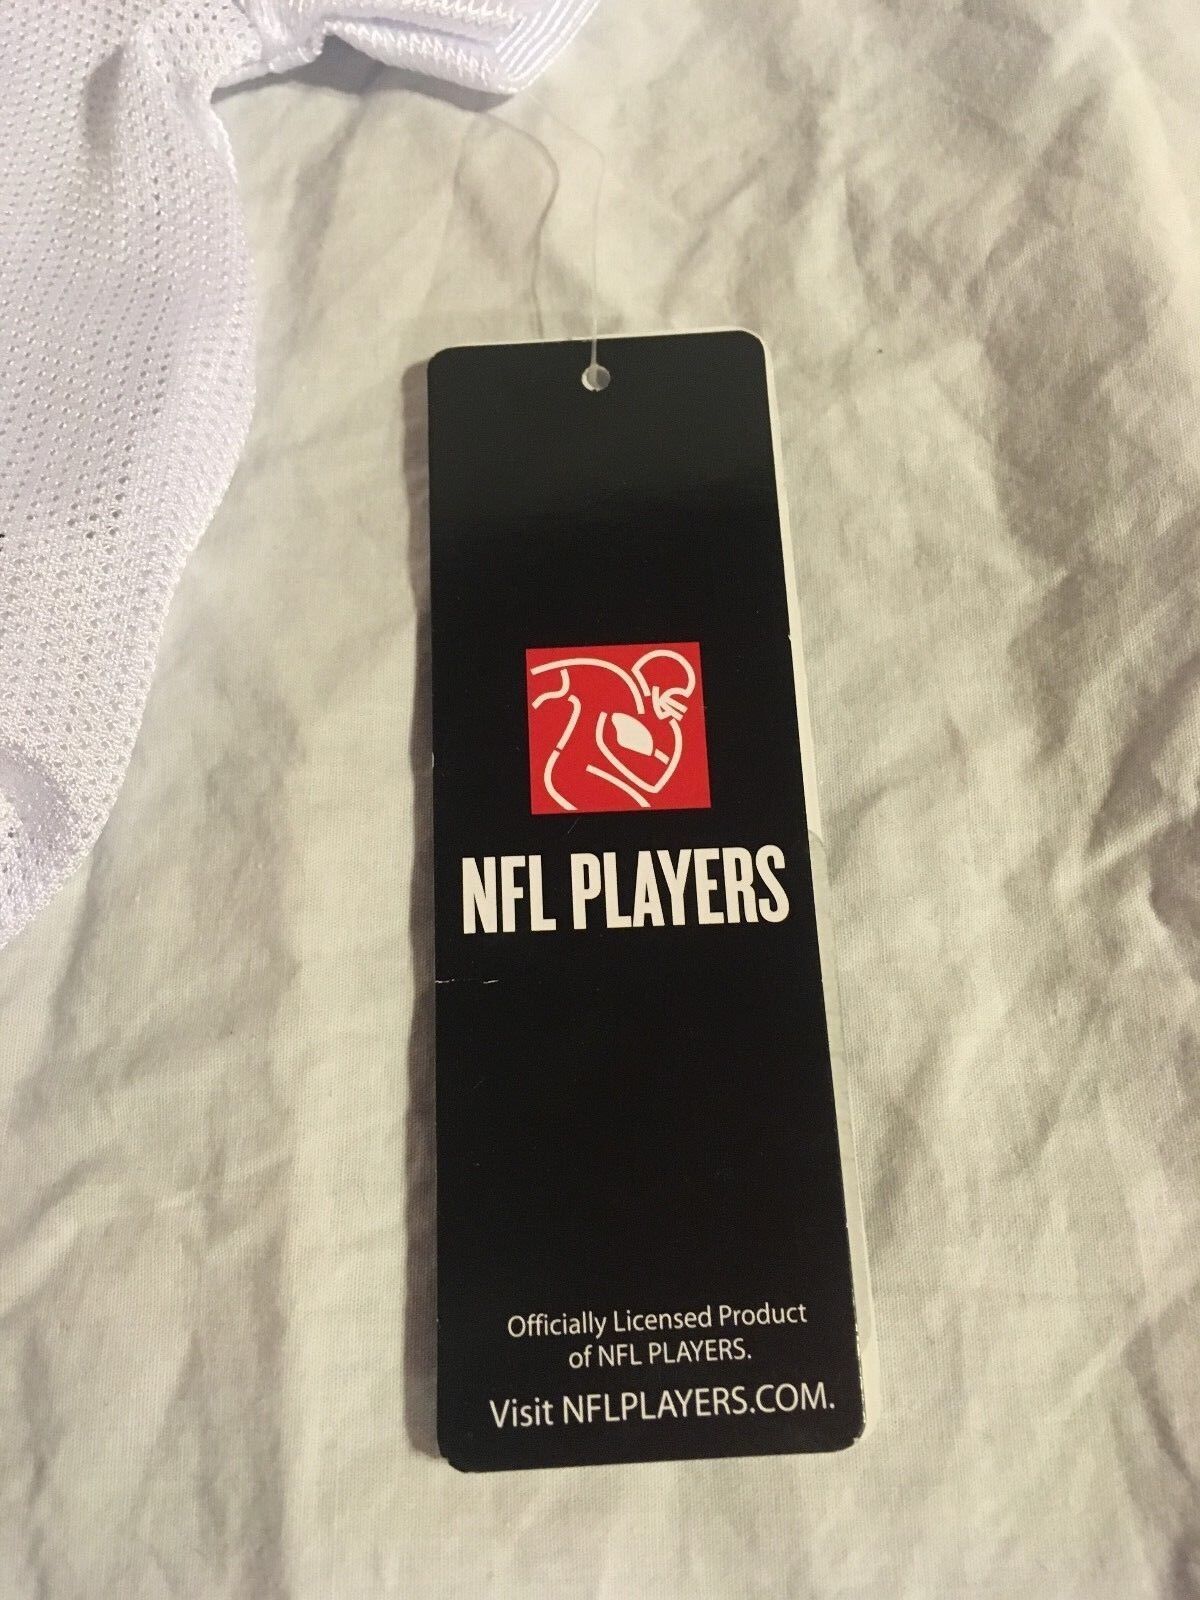 NFL PLAYERS
Officially Licensed Product
of NFL PLAYERS.
Visit NFLPLAYERS.COM.